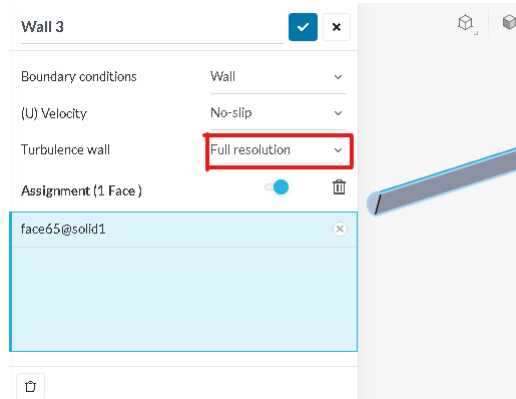 Wall 3
Boundary conditions Wall
(U) Velocity No-slip
Turbulence wall Full resolution
Assignment (1 Face )
face65@solid1